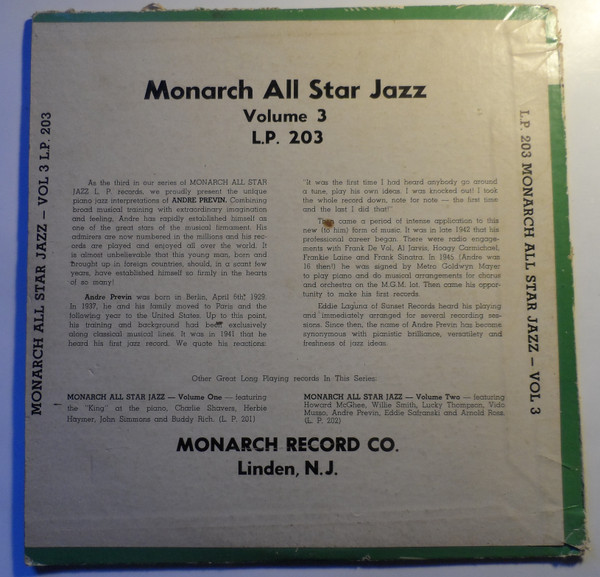 Monarch All Star Jazz
Volume 3
L.P. 203
MONARCH ALL STAR JAZZ – VOL 3 L.P. 203
As the third in our series of MONARCH ALL STAR
JAZZ L. P. records, we proudly present the unique
piano jazz interpretations of ANDRE PREVIN. Combining
broad musical training with extraordinary imagination
and feeling, Andre has rapidly established himself as
one of the great stars of the musical firmament. His
admirers are now numbered in the millions and his rec-
ords are played and enjoyed all over the world. It
is almost unbelievable that this young man, born and
brought up in foreign countries, should, in a scant few
years, have established himself so firmly in the hearts
of so many!
Andre Previn was born in Berlin, April 6th, 1929.
In 1937, he and his family moved to Paris and the
following year to the United States. Up to this point,
his training and background had been exclusively
along classical musical lines. It was in 1941 that he
heard his first jazz record. We quote his reactions:
"It was the first time I had heard anybody go around
a tune, play his own ideas. I was knocked out! I took
the whole record down, note for note — the first time
and the last I did that!"
Then came a period of intense application to this
new (to him) form of music. It was in late 1942 that his
professional career began. There were radio engage-
ments with Frank De Vol, Al Jarvis, Hoagy Carmichael,
Frankie Laine and Frank Sinatra. In 1945 (Andre was
16 then!) he was signed by Metro Goldwyn Mayer
to play piano and do musical arrangements for chorus
and orchestra on the M.G.M. lot. Then came his oppor-
tunity to make his first records.
Eddie Laguna of Sunset Records heard his playing
and immediately arranged for several recording ses-
sions. Since then, the name of Andre Previn has become
synonymous with pianistic brilliance, versatility and
freshness of jazz ideas.
L.P. 203 MONARCH ALL STAR JAZZ – VOL 3
Other Great Long Playing records In This Series:
MONARCH ALL STAR JAZZ — Volume One — featuring
the "King" at the piano, Charlie Shavers, Herbie
Haymer, John Simmons and Buddy Rich. (L. P. 201)
MONARCH ALL STAR JAZZ — Volume Two — featuring
Howard McGhee, Willie Smith, Lucky Thompson, Vido
Musso, Andre Previn, Eddie Safranski and Arnold Ross.
(L. P. 202)
MONARCH RECORD CO.
Linden, N.J.